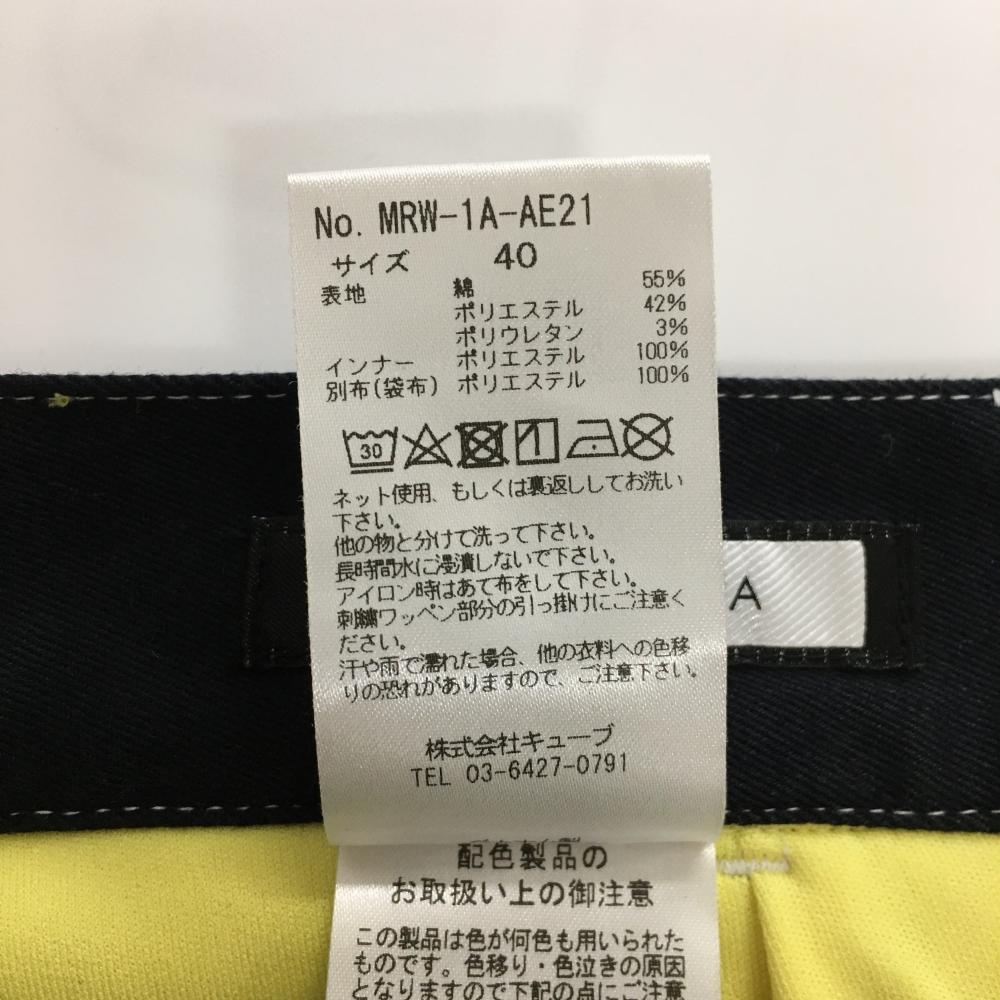 No. MRW-1A-AE21
サイズ 40
表地 綿 55%
ポリエステル 42%
ポリウレタン 3%
インナー ポリエステル 100%
別布(袋布) ポリエステル 100%
30
ネット使用、もしくは裏返ししてお洗い
下さい。
他の物と分けて洗って下さい。
長時間水に浸漬しないで下さい。
アイロン時はあて布をして下さい。
刺繍ワッペン部分の引っ掛けにご注意く
ださい。
汗や雨で濡れた場合、他の衣料への色移
りの恐れがありますので、ご注意下さい。
株式会社キューブ
TEL 03-6427-0791
A
配色製品の
お取扱い上の御注意
この製品は色が何色も用いられた
ものです。色移り・色泣きの原因
となりますので下記の点にご注意